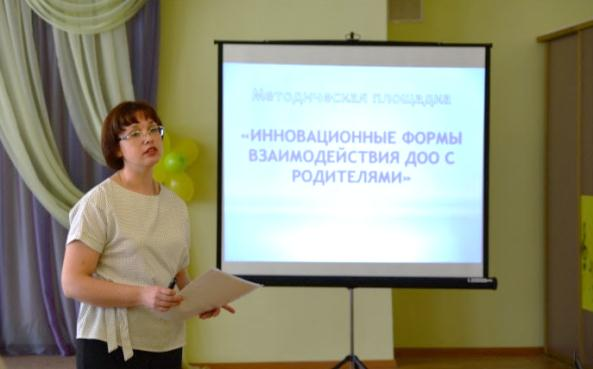 Методическая площадка
«ИННОВАЦИОННЫЕ ФОРМЫ
ВЗАИМОДЕЙСТВИЯ ДОО С
РОДИТЕЛЯМИ»